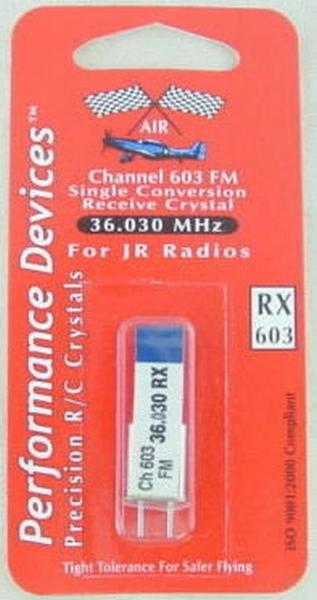 AIR
Channel 603 FM
Single Conversion
Receive Crystal
36.030 MHz
For JR Radios
Performance Devices™
Precision R/C Crystals
RX
603
Ch 603 36.030 RX
FM
ISO 9001:2000 Compliant
Tight Tolerance For Safer Flying